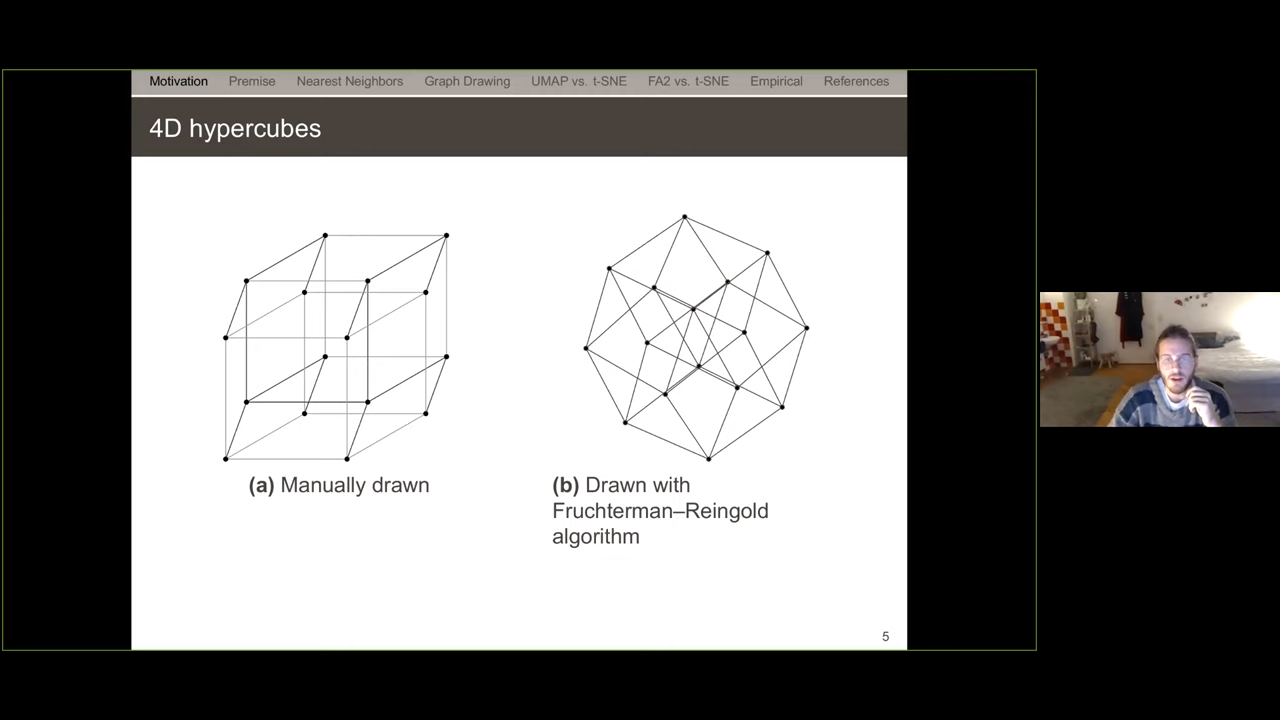 Motivation Premise Nearest Neighbors Graph Drawing UMAP vs. t-SNE FA2 vs. t-SNE Empirical References
4D hypercubes
(a) Manually drawn
(b) Drawn with
Fruchterman–Reingold
algorithm
5